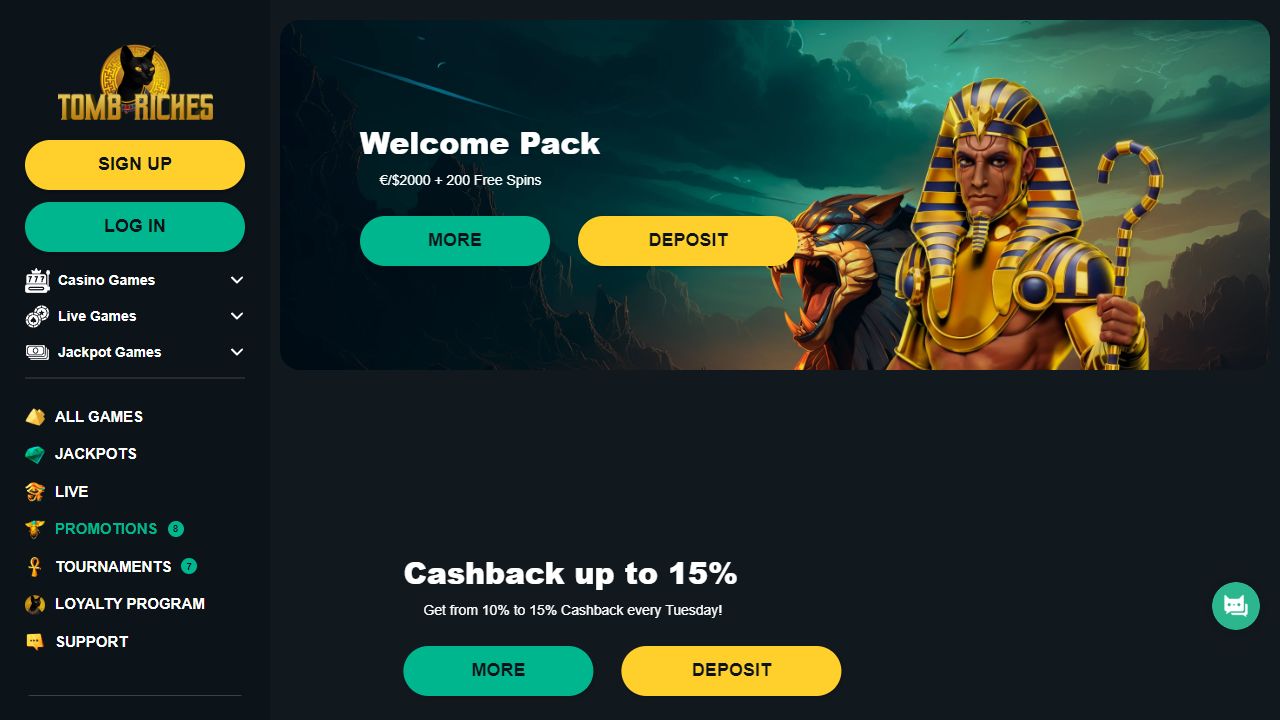 TOMB RICHES
SIGN UP
LOG IN
777
Casino Games
Live Games
Jackpot Games
ALL GAMES
JACKPOTS
LIVE
PROMOTIONS 8
TOURNAMENTS 7
LOYALTY PROGRAM
SUPPORT
Welcome Pack
€/$2000 + 200 Free Spins
MORE DEPOSIT
Cashback up to 15%
Get from 10% to 15% Cashback every Tuesday!
MORE DEPOSIT